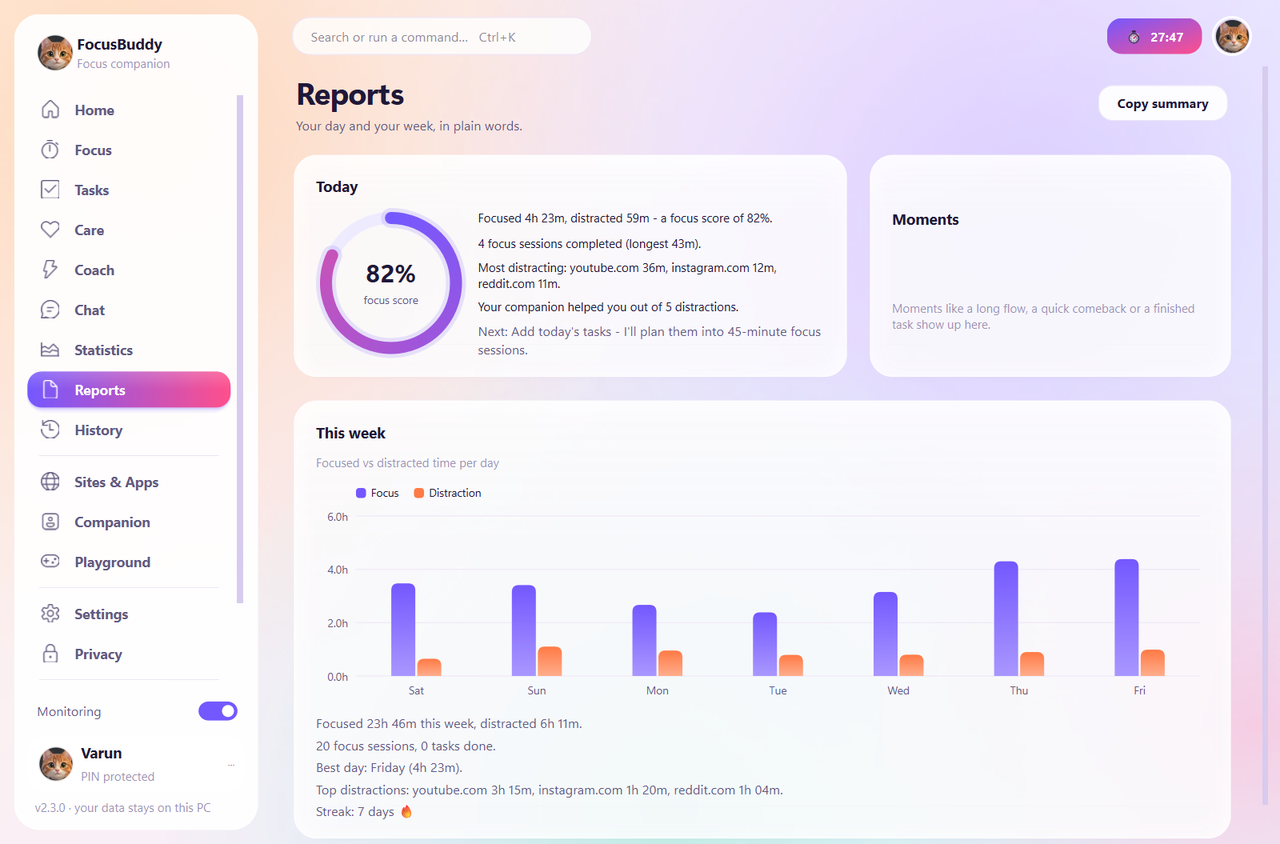 FocusBuddy
Focus companion
Home
Focus
Tasks
Care
Coach
Chat
Statistics
Reports
History
Sites & Apps
Companion
Playground
Settings
Privacy
Monitoring
Varun
PIN protected
...
v2.3.0 · your data stays on this PC
Search or run a command... Ctrl+K
27:47
Reports
Your day and your week, in plain words.
Copy summary
Today
82%
focus score
Focused 4h 23m, distracted 59m - a focus score of 82%.
4 focus sessions completed (longest 43m).
Most distracting: youtube.com 36m, instagram.com 12m,
reddit.com 11m.
Your companion helped you out of 5 distractions.
Next: Add today's tasks - I'll plan them into 45-minute focus
sessions.
Moments
Moments like a long flow, a quick comeback or a finished
task show up here.
This week
Focused vs distracted time per day
Focus Distraction
6.0h
4.0h
2.0h
0.0h
Sat Sun Mon Tue Wed Thu Fri
Focused 23h 46m this week, distracted 6h 11m.
20 focus sessions, 0 tasks done.
Best day: Friday (4h 23m).
Top distractions: youtube.com 3h 15m, instagram.com 1h 20m, reddit.com 1h 04m.
Streak: 7 days 🔥